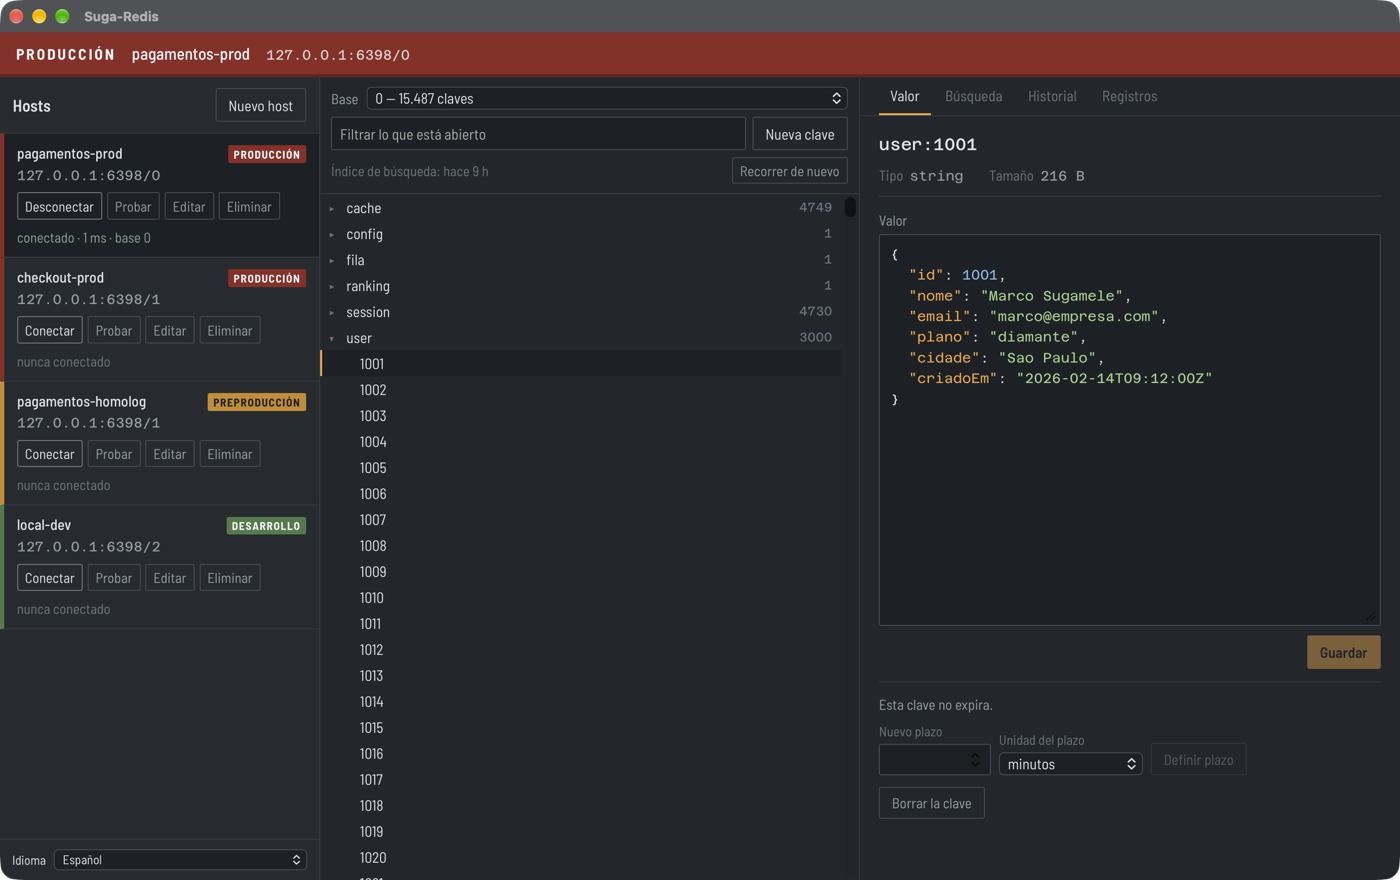 Suga-Redis
PRODUCCIÓN pagamentos-prod 127.0.0.1:6398/0
Hosts
Nuevo host
pagamentos-prod PRODUCCIÓN
127.0.0.1:6398/0
Desconectar Probar Editar Eliminar
conectado · 1 ms · base 0
checkout-prod PRODUCCIÓN
127.0.0.1:6398/1
Conectar Probar Editar Eliminar
nunca conectado
pagamentos-homolog PREPRODUCCIÓN
127.0.0.1:6398/1
Conectar Probar Editar Eliminar
nunca conectado
local-dev DESARROLLO
127.0.0.1:6398/2
Conectar Probar Editar Eliminar
nunca conectado
Idioma Español
Base 0 — 15.487 claves
Filtrar lo que está abierto Nueva clave
Índice de búsqueda: hace 9 h Recorrer de nuevo
cache 4749
config 1
fila 1
ranking 1
session 4730
user 3000
1001
1002
1003
1004
1005
1006
1007
1008
1009
1010
1011
1012
1013
1014
1015
1016
1017
1018
1019
1020
Valor Búsqueda Historial Registros
user:1001
Tipo string Tamaño 216 B
Valor
{
"id": 1001,
"nome": "Marco Sugamele",
"email": "marco@empresa.com",
"plano": "diamante",
"cidade": "Sao Paulo",
"criadoEm": "2026-02-14T09:12:00Z"
}
Guardar
Esta clave no expira.
Nuevo plazo
Unidad del plazo
minutos
Definir plazo
Borrar la clave